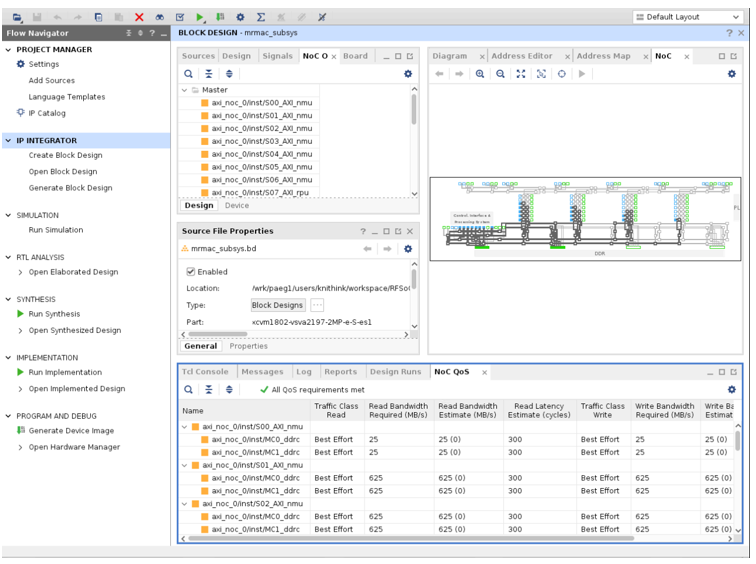 Default Layout
Flow Navigator
PROJECT MANAGER
Settings
Add Sources
Language Templates
IP Catalog
IP INTEGRATOR
Create Block Design
Open Block Design
Generate Block Design
SIMULATION
Run Simulation
RTL ANALYSIS
Open Elaborated Design
SYNTHESIS
Run Synthesis
Open Synthesized Design
IMPLEMENTATION
Run Implementation
Open Implemented Design
PROGRAM AND DEBUG
Generate Device Image
Open Hardware Manager
BLOCK DESIGN - mrmac_subsys
Sources Design Signals NoC O Board
Master
axi_noc_0/inst/S00_AXI_nmu
axi_noc_0/inst/S01_AXI_nmu
axi_noc_0/inst/S02_AXI_nmu
axi_noc_0/inst/S03_AXI_nmu
axi_noc_0/inst/S04_AXI_nmu
axi_noc_0/inst/S05_AXI_nmu
axi_noc_0/inst/S06_AXI_nmu
axi_noc_0/inst/S07_AXI_rpu
Design Device
Source File Properties
mrmac_subsys.bd
Enabled
Location: /wrk/paeg1/users/knithink/workspace/RFSo
Type: Block Designs
Part: xcvm1802-vsva2197-2MP-e-S-es1
General Properties
Diagram Address Editor Address Map NoC
Control, Interface &
PL
DDR
Tcl Console Messages Log Reports Design Runs NoC QoS
All QoS requirements met
Name Traffic Class Read Read Bandwidth Required (MB/s) Read Bandwidth Estimate (MB/s) Read Latency Estimate (cycles) Traffic Class Write Write Bandwidth Required (MB/s) Write Ba Estimat
axi_noc_0/inst/S00_AXI_nmu
axi_noc_0/inst/MC0_ddrc Best Effort 25 25 (0) 300 Best Effort 25 25 (0)
axi_noc_0/inst/MC1_ddrc Best Effort 25 25 (0) 300 Best Effort 25 25 (0)
axi_noc_0/inst/S01_AXI_nmu
axi_noc_0/inst/MC0_ddrc Best Effort 625 625 (0) 300 Best Effort 625 625 (0)
axi_noc_0/inst/MC1_ddrc Best Effort 625 625 (0) 300 Best Effort 625 625 (0)
axi_noc_0/inst/S02_AXI_nmu
axi_noc_0/inst/MC0_ddrc Best Effort 625 625 (0) 300 Best Effort 625 625 (0)
axi_noc_0/inst/MC1_ddrc Best Effort 625 625 (0) 300 Best Effort 625 625 (0)